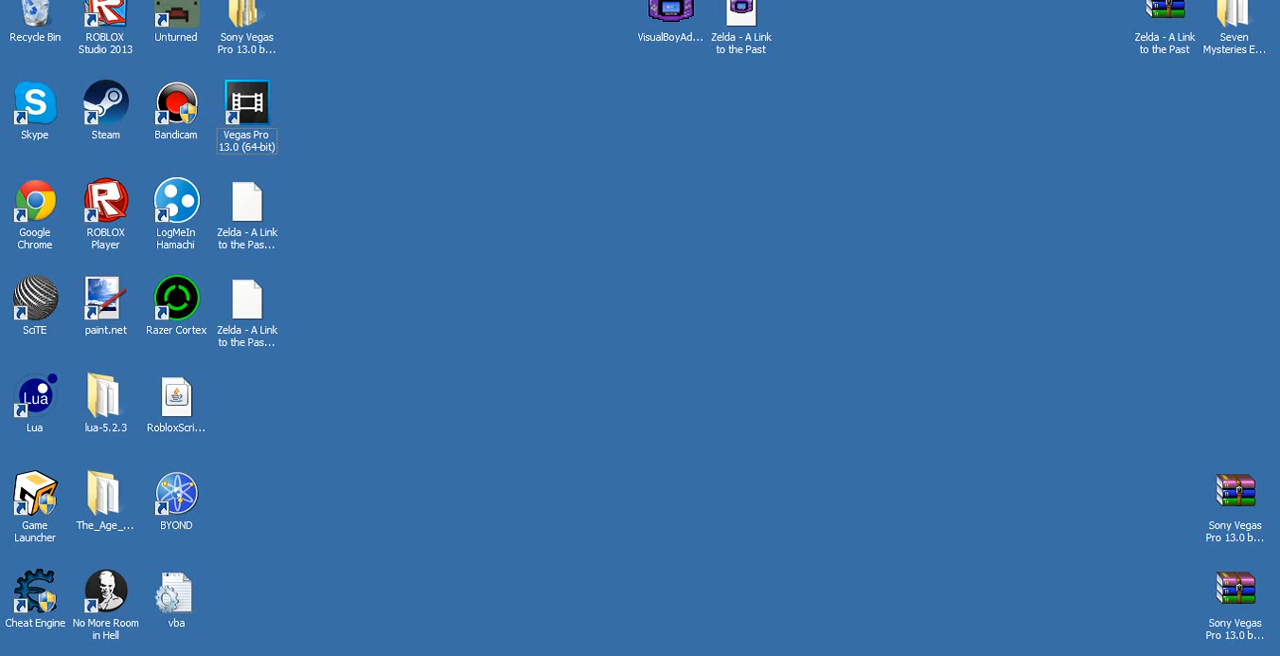 Recycle Bin
ROBLOX
Studio 2013
Unturned
Sony Vegas
Pro 13.0 b...
VisualBoyAd...
Zelda - A Link
to the Past
Zelda - A Link
to the Past
Seven
Mysteries E...
Skype
Steam
Bandicam
Vegas Pro
13.0 (64-bit)
Google
Chrome
ROBLOX
Player
LogMeIn
Hamachi
Zelda - A Link
to the Pas...
SciTE
paint.net
Razer Cortex
Zelda - A Link
to the Pas...
Lua
Lua
lua-5.2.3
RobloxScri...
Game
Launcher
The_Age_...
BYOND
Sony Vegas
Pro 13.0 b...
Cheat Engine
No More Room
in Hell
vba
Sony Vegas
Pro 13.0 b...